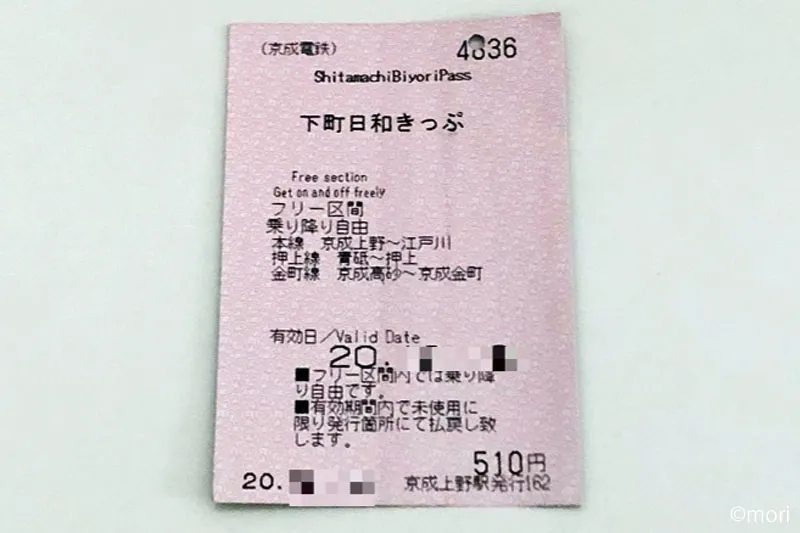 (京成電鉄)
4836
ShitamachiBiyoriPass
下町日和きっぷ
Free section
Get on and off freely
フリー区間
乗り降り自由
本線 京成上野～江戸川
押上線 青砥～押上
金町線 京成高砂～京成金町
有効日/Valid Date
20.
■フリー区間内では乗り降
り自由です。
■有効期間内で未使用に
限り発行箇所にて払戻し致
します。
510円
20.
京成上野駅発行162
©mori